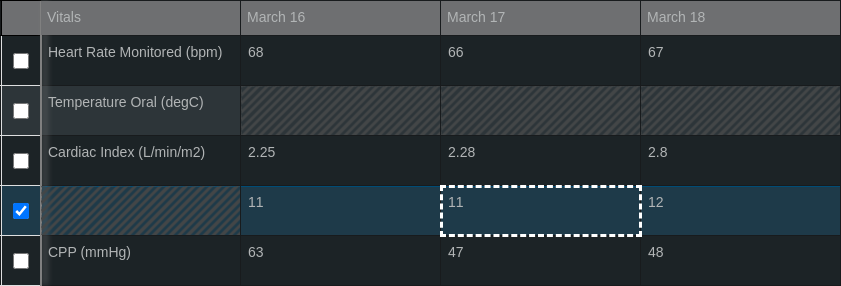 Vitals March 16 March 17 March 18
Heart Rate Monitored (bpm) 68 66 67
Temperature Oral (degC)
Cardiac Index (L/min/m2) 2.25 2.28 2.8
11 11 12
CPP (mmHg) 63 47 48